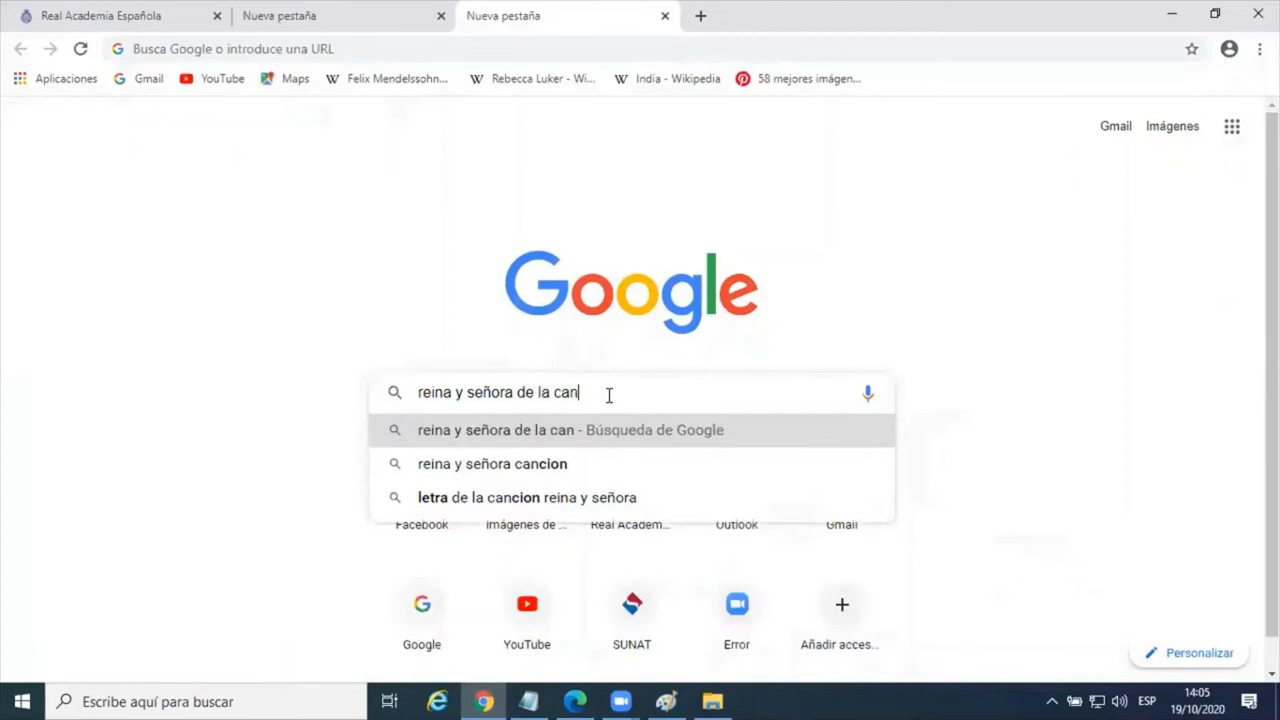 Real Academia Española
Nueva pestaña
Nueva pestaña
Busca Google o introduce una URL
Aplicaciones
Gmail
YouTube
Maps
Felix Mendelssohn...
Rebecca Luker - Wi...
India - Wikipedia
58 mejores imágen...
Gmail
Imágenes
Google
reina y señora de la can
reina y señora de la can - Búsqueda de Google
reina y señora cancion
letra de la cancion reina y señora
Facebook
Imágenes de ...
Real Academ...
Outlook
Gmail
Google
YouTube
SUNAT
Error
Añadir acces...
Personalizar
Escribe aquí para buscar
ESP
14:05
19/10/2020